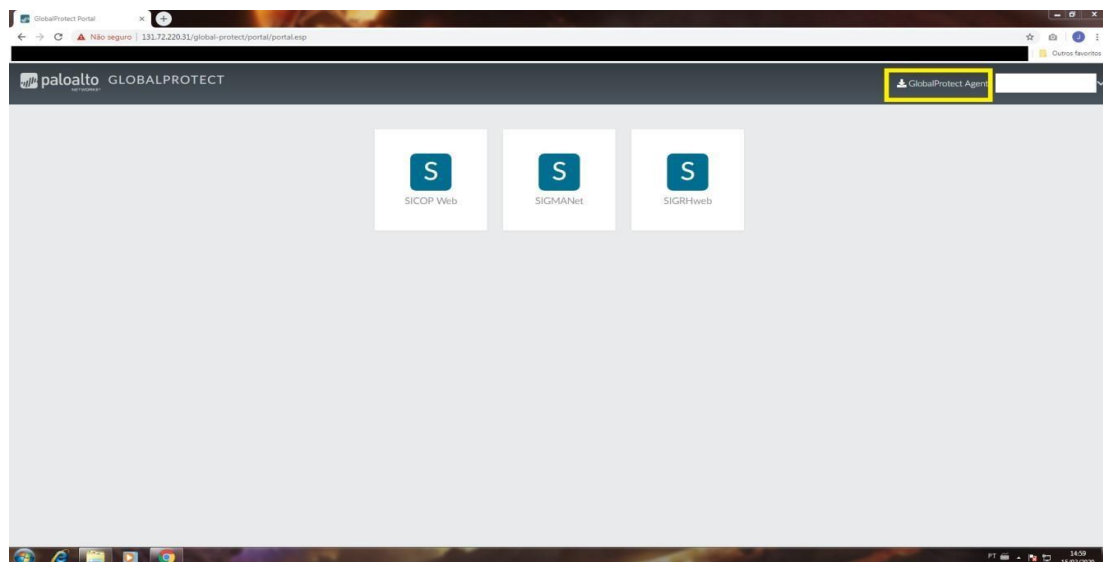 GlobalProtect Portal
Não seguro | 131.72.220.31/global-protect/portal/portal.esp
Outros favoritos
paloalto NETWORKS GLOBALPROTECT
GlobalProtect Agent
S S S
SICOP Web SIGMANet SIGRHweb
PT 14:59